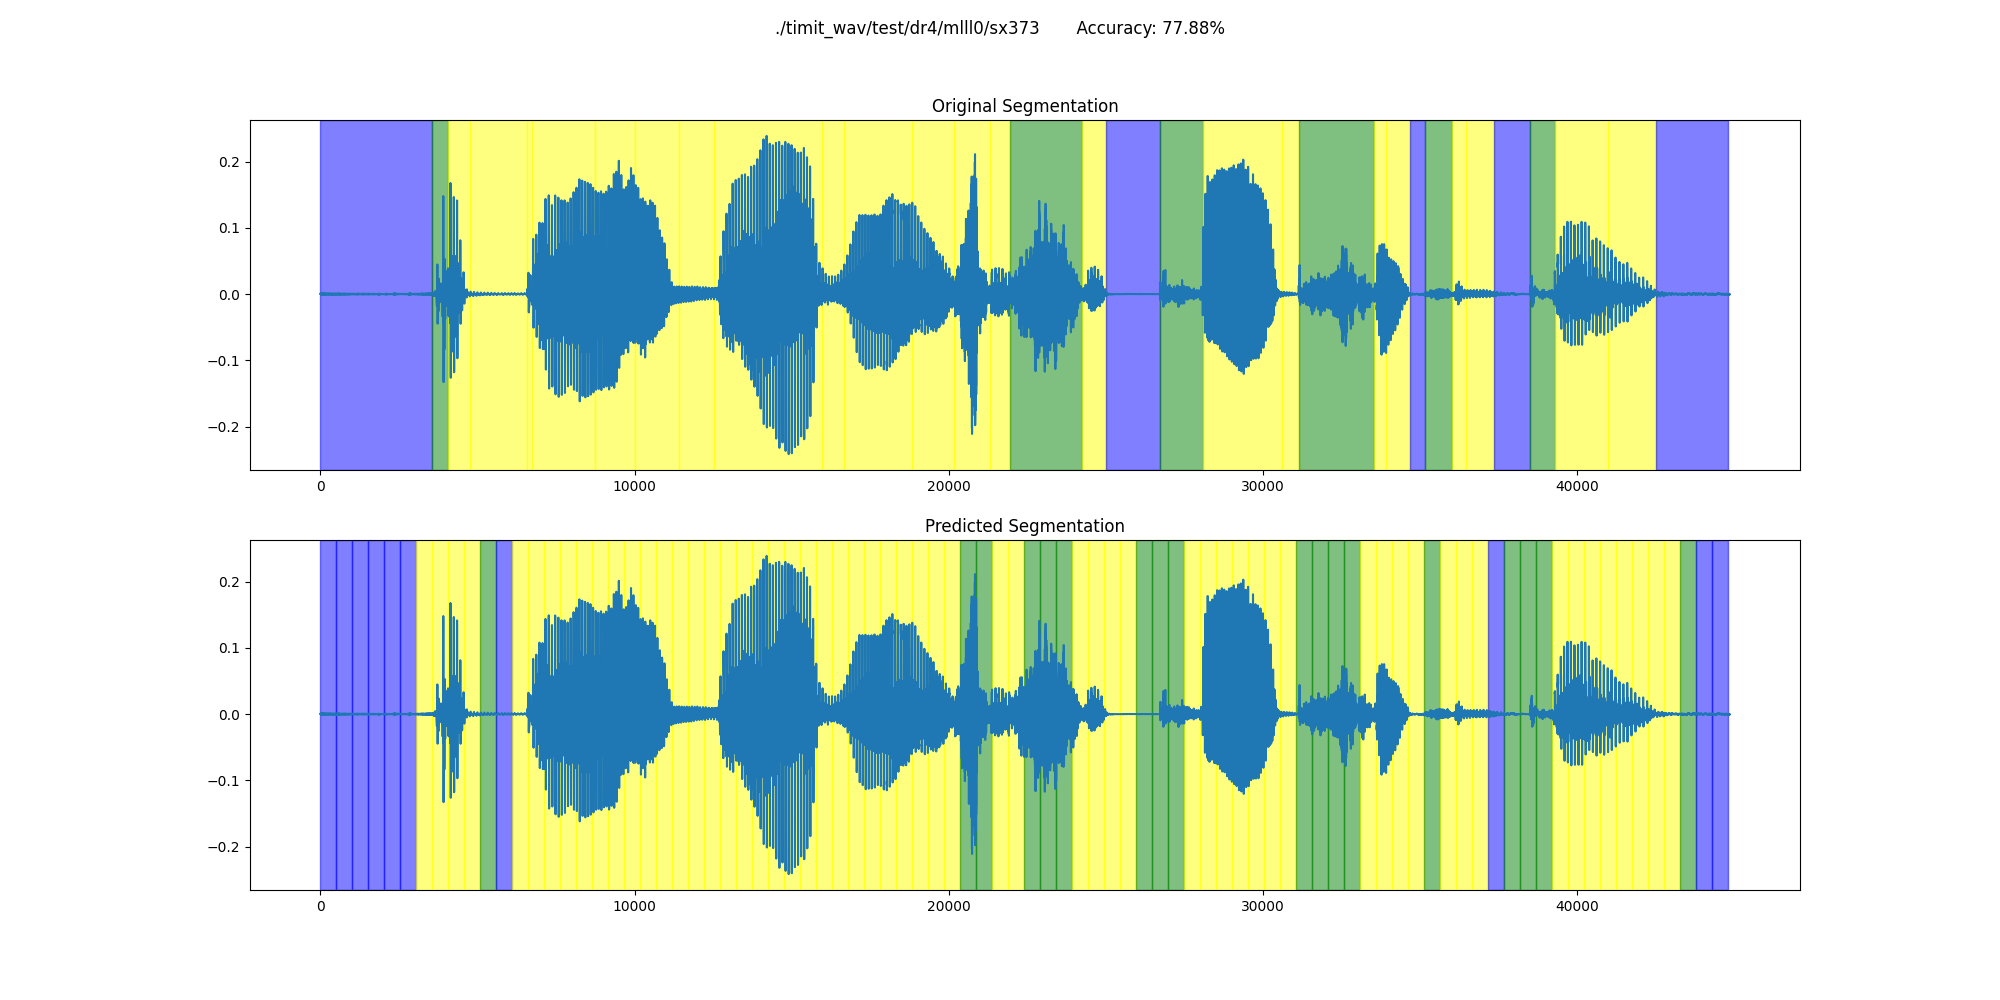 ./timit_wav/test/dr4/mlll0/sx373 Accuracy: 77.88%
Original Segmentation
0.2
0.1
0.0
−0.1
−0.2
0 10000 20000 30000 40000
Predicted Segmentation
0.2
0.1
0.0
−0.1
−0.2
0 10000 20000 30000 40000